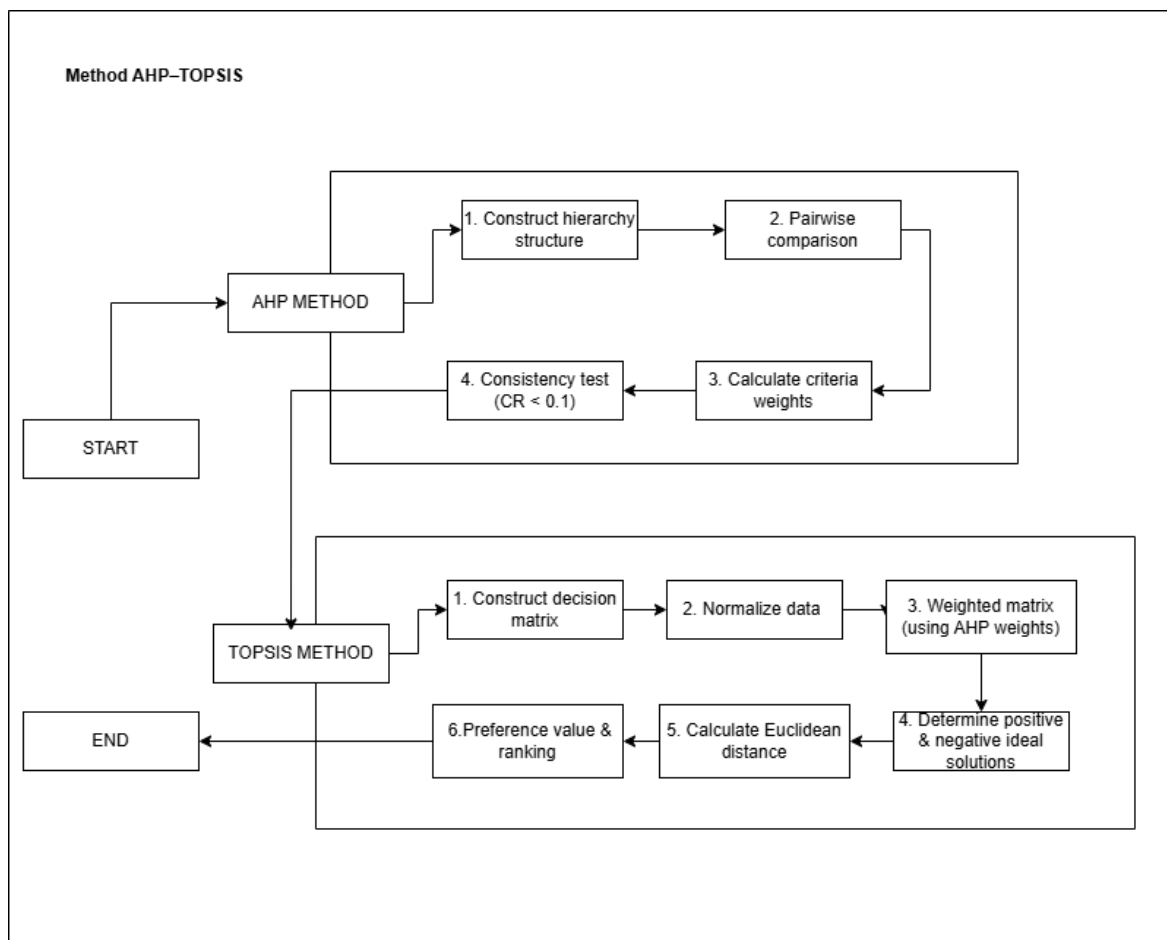 Method AHP–TOPSIS
START
AHP METHOD
1. Construct hierarchy
structure
2. Pairwise
comparison
3. Calculate criteria
weights
4. Consistency test
(CR < 0.1)
TOPSIS METHOD
1. Construct decision
matrix
2. Normalize data
3. Weighted matrix
(using AHP weights)
4. Determine positive
& negative ideal
solutions
5. Calculate Euclidean
distance
6.Preference value &
ranking
END